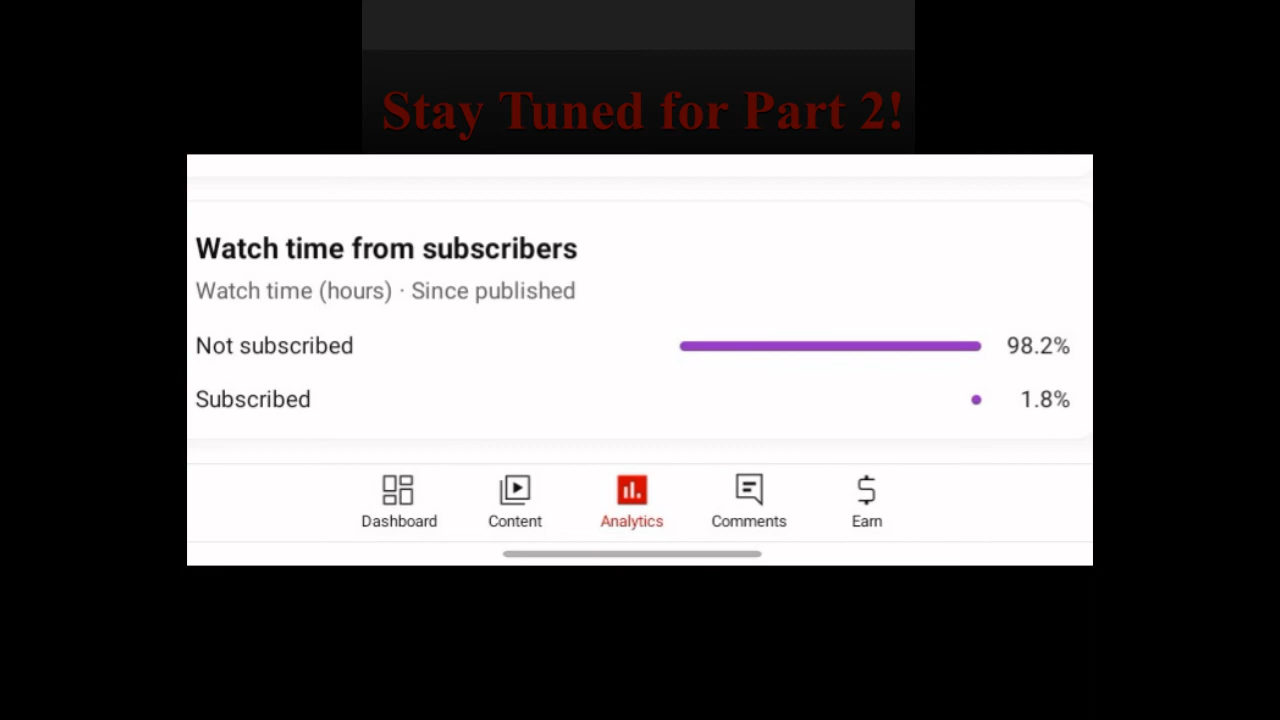 Stay Tuned for Part 2!
Watch time from subscribers
Watch time (hours) · Since published
Not subscribed 98.2%
Subscribed 1.8%
Dashboard Content Analytics Comments Earn